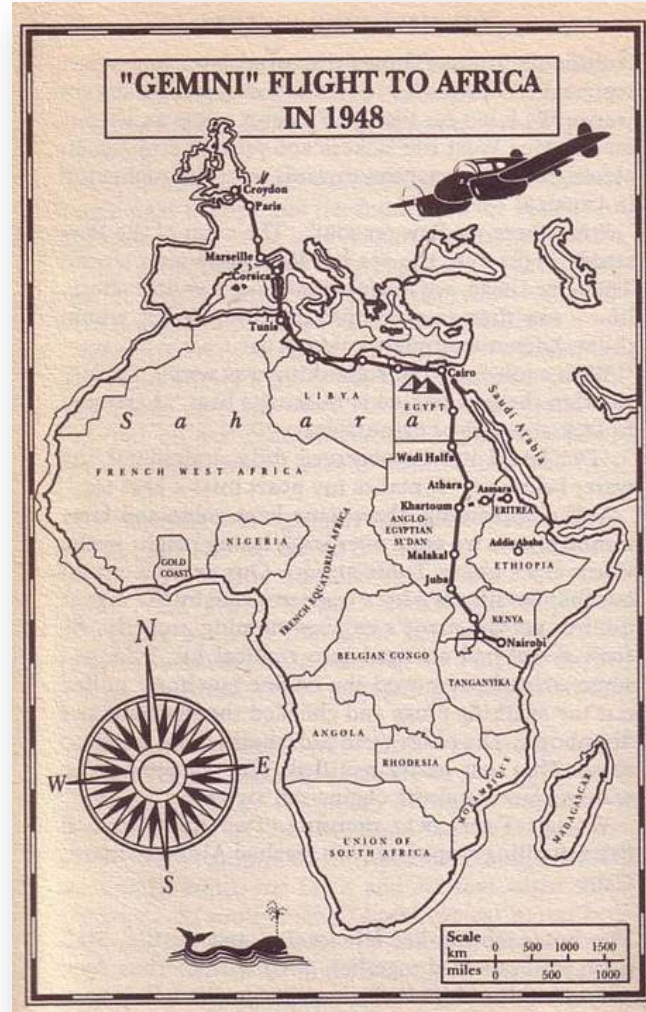 "GEMINI" FLIGHT TO AFRICA
IN 1948
Croydon
Paris
Marseille
Corsica
Tunis
Cairo
LIBYA
EGYPT
Sahara
Saudi Arabia
Wadi Halfa
FRENCH WEST AFRICA
Atbara
Asmara
Khartoum
ERITREA
ANGLO-
EGYPTIAN
SUDAN
NIGERIA
Addis Ababa
ETHIOPIA
Malakal
GOLD
COAST
FRENCH EQUATORIAL AFRICA
Juba
KENYA
Nairobi
BELGIAN CONGO
TANGANYIKA
N
W
E
S
ANGOLA
RHODESIA
MOZAMBIQUE
MADAGASCAR
UNION OF
SOUTH AFRICA
Scale
km 0 500 1000 1500
miles 0 500 1000